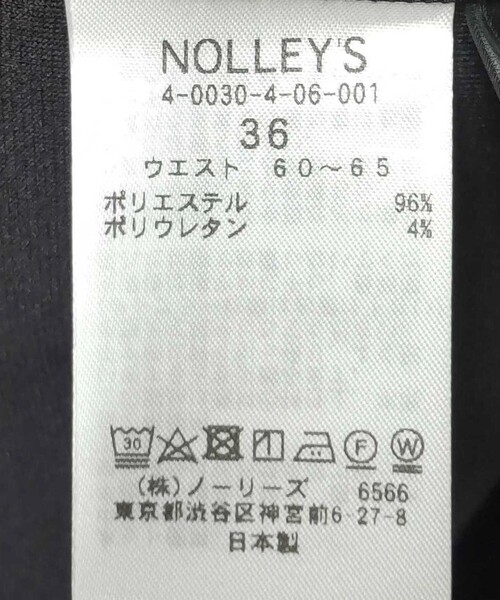 NOLLEY'S
4-0030-4-06-001
36
ウエスト 60～65
ポリエステル 96%
ポリウレタン 4%
30 F W
(株)ノーリーズ 6566
東京都渋谷区神宮前6-27-8
日本製